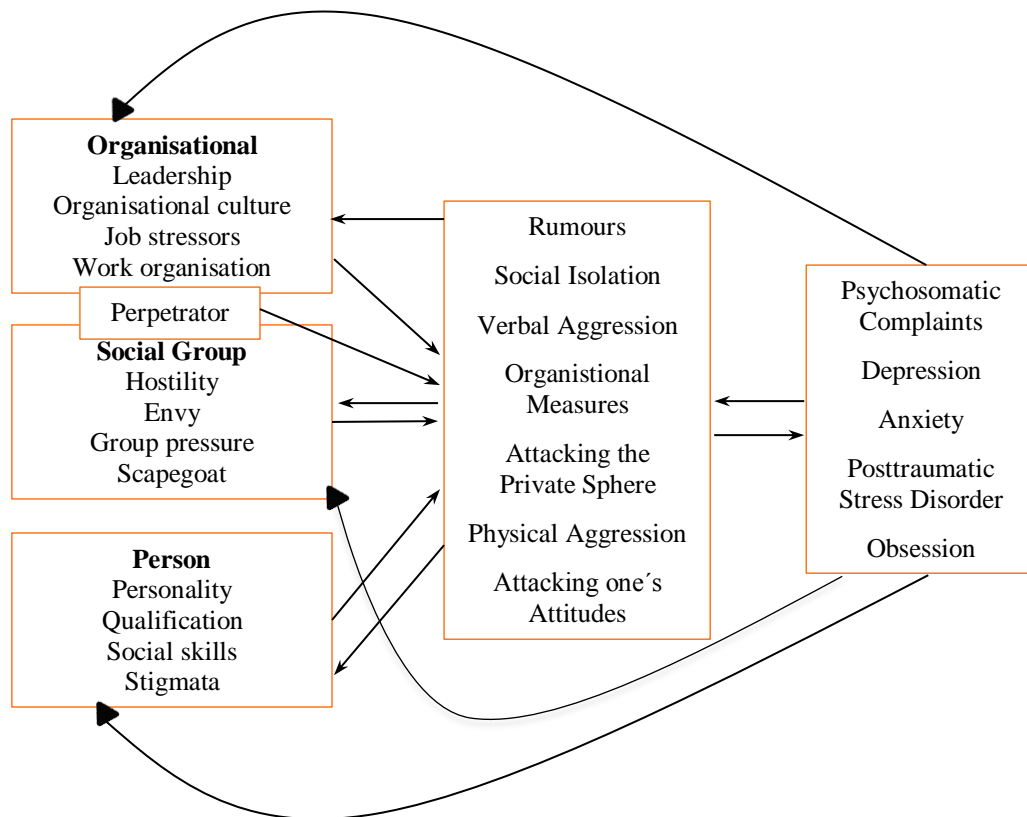 Organisational
Leadership
Organisational culture
Job stressors
Work organisation
Perpetrator
Social Group
Hostility
Envy
Group pressure
Scapegoat
Person
Personality
Qualification
Social skills
Stigmata
Rumours
Social Isolation
Verbal Aggression
Organistional
Measures
Attacking the
Private Sphere
Physical Aggression
Attacking one´s
Attitudes
Psychosomatic
Complaints
Depression
Anxiety
Posttraumatic
Stress Disorder
Obsession